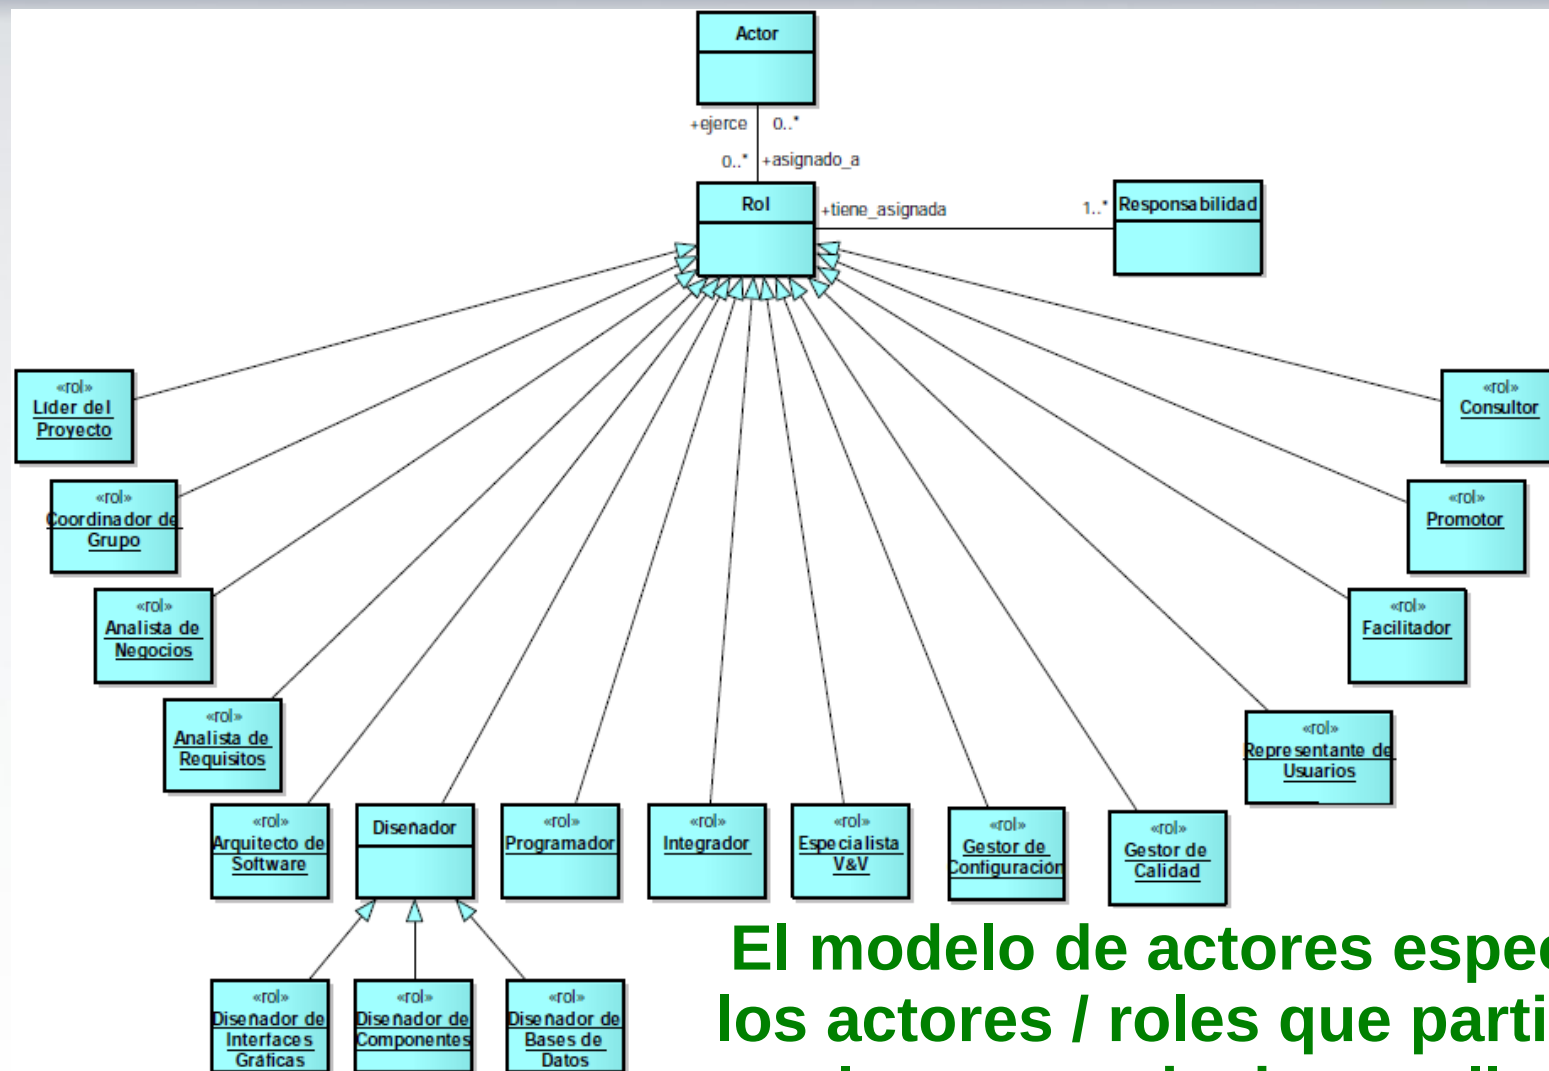 Actor
+ejerce 0..*
0..* +asignado_a
Rol
+tiene_asignada 1..*
Responsabilidad
«rol»
Líder del
Proyecto
«rol»
Consultor
«rol»
Coordinador de
Grupo
«rol»
Promotor
«rol»
Analista de
Negocios
«rol»
Facilitador
«rol»
Analista de
Requisitos
«rol»
Representante de
Usuarios
«rol»
Arquitecto de
Software
Diseñador
«rol»
Programador
«rol»
Integrador
«rol»
Especialista
V&V
«rol»
Gestor de
Configuración
«rol»
Gestor de
Calidad
«rol»
Diseñador de
Interfaces
Gráficas
«rol»
Diseñador de
Componentes
«rol»
Diseñador de
Bases de
Datos
El modelo de actores espec
los actores / roles que parti